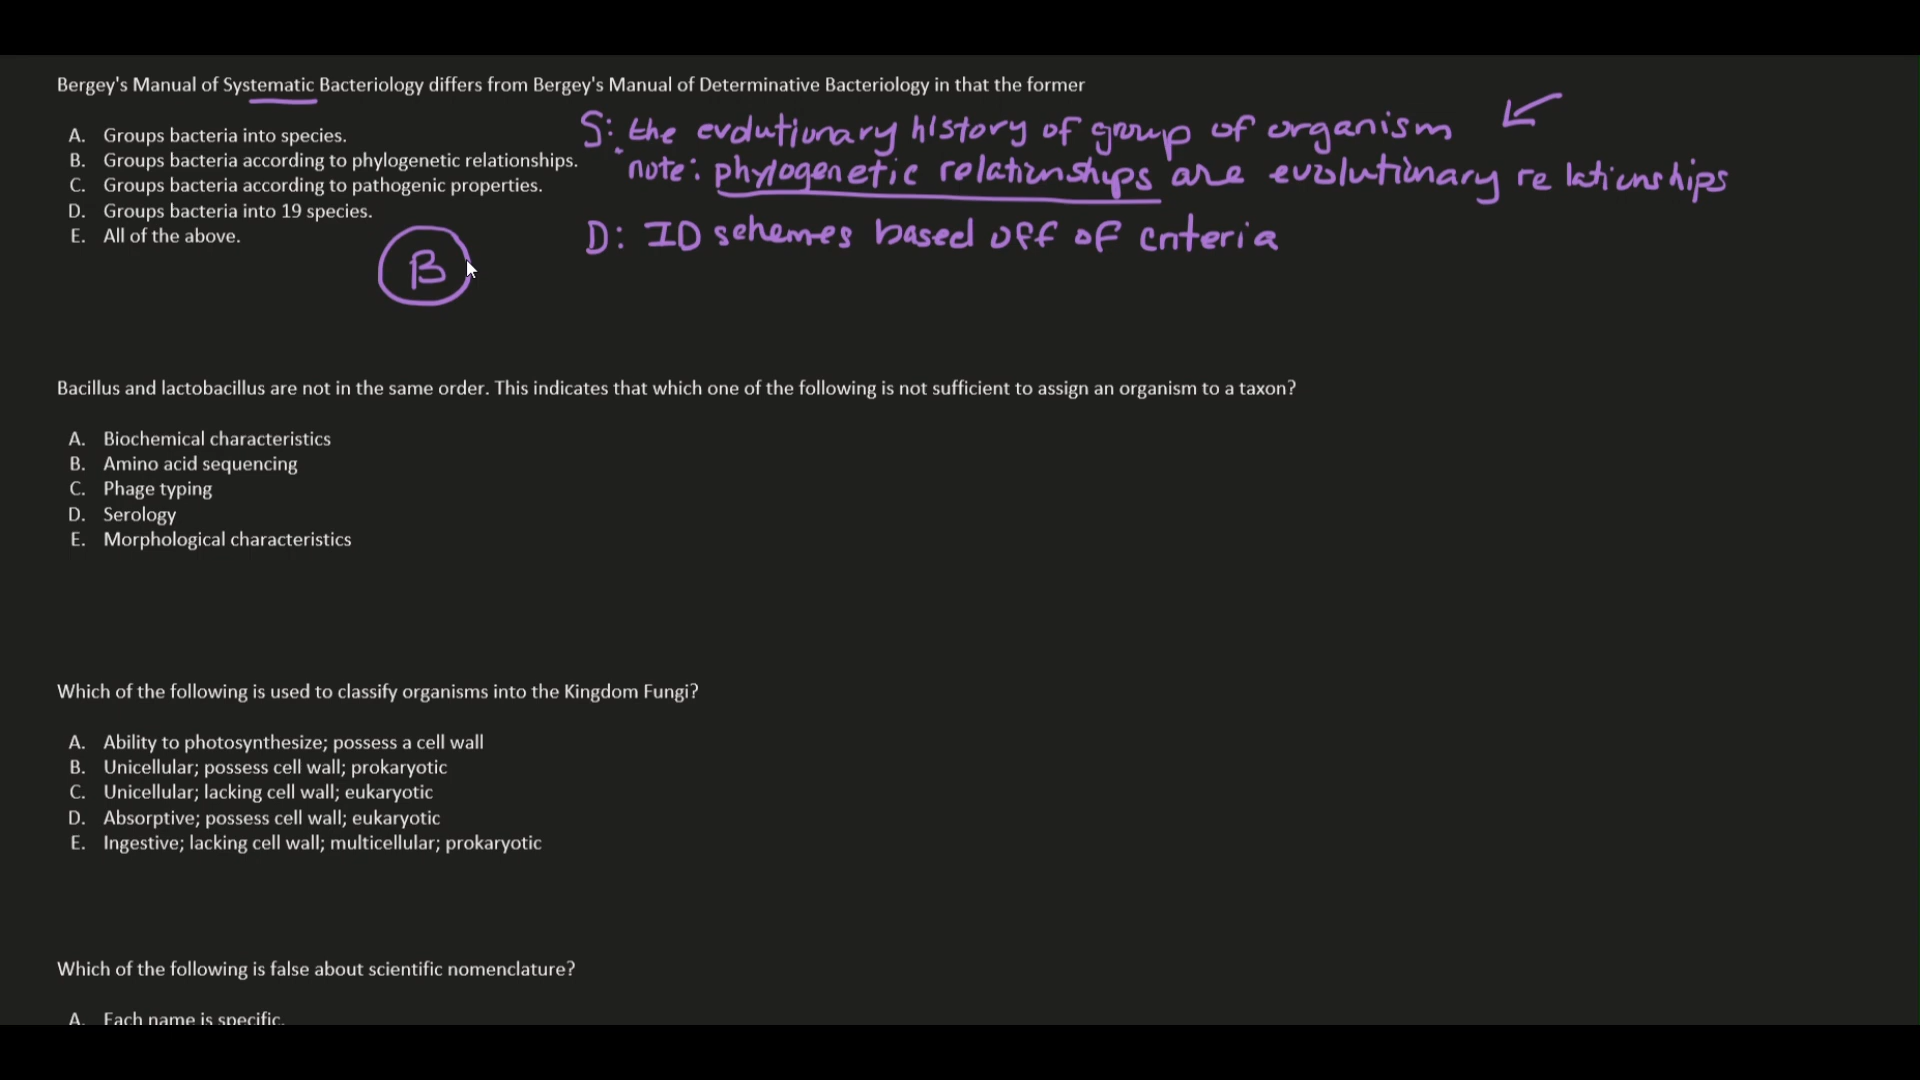 Bergey's Manual of Systematic Bacteriology differs from Bergey's Manual of Determinative Bacteriology in that the former
A. Groups bacteria into species.
B. Groups bacteria according to phylogenetic relationships.
C. Groups bacteria according to pathogenic properties.
D. Groups bacteria into 19 species.
E. All of the above.
S: the evolutionary history of group of organism
note: phylogenetic relationships are evolutionary relationships
D: ID schemes based off of criteria
B
Bacillus and lactobacillus are not in the same order. This indicates that which one of the following is not sufficient to assign an organism to a taxon?
A. Biochemical characteristics
B. Amino acid sequencing
C. Phage typing
D. Serology
E. Morphological characteristics
Which of the following is used to classify organisms into the Kingdom Fungi?
A. Ability to photosynthesize; possess a cell wall
B. Unicellular; possess cell wall; prokaryotic
C. Unicellular; lacking cell wall; eukaryotic
D. Absorptive; possess cell wall; eukaryotic
E. Ingestive; lacking cell wall; multicellular; prokaryotic
Which of the following is false about scientific nomenclature?
A. Each name is specific.